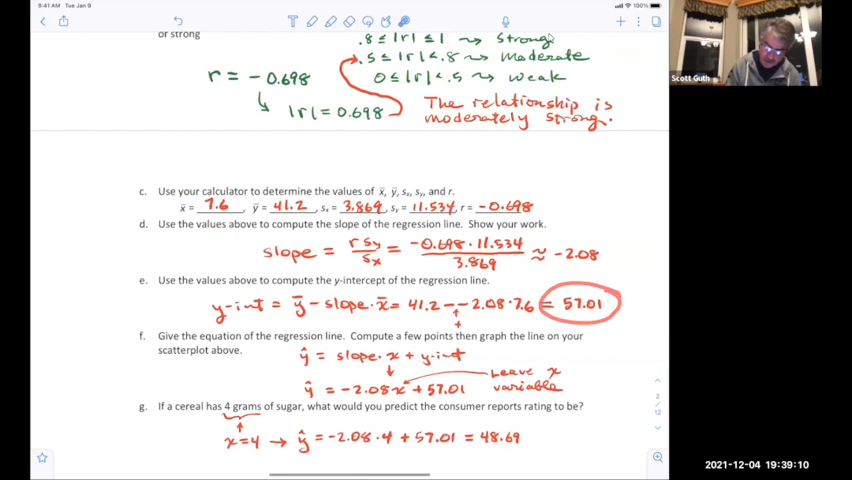 9:41 AM Tue Jan 9
100%
or strong
.8 ≤ |r| ≤ 1 ⇝ Strong
.5 ≤ |r| < .8 ⇝ Moderate
0 ≤ |r| < .5 ⇝ weak
r = -0.698
|r| = 0.698
The relationship is
moderately strong.
Scott Guth
c. Use your calculator to determine the values of x̄, ȳ, sx, sy, and r.
x̄ = 7.6, ȳ = 41.2, sx = 3.869, sy = 11.534, r = -0.698
d. Use the values above to compute the slope of the regression line. Show your work.
slope = r sy / sx = -0.698 · 11.534 / 3.869 ≈ -2.08
e. Use the values above to compute the y-intercept of the regression line.
y-int = ȳ - slope · x̄ = 41.2 - -2.08 · 7.6 = 57.01
+
f. Give the equation of the regression line. Compute a few points then graph the line on your
scatterplot above.
ŷ = slope · x + y-int
ŷ = -2.08x + 57.01
Leave x
variable
g. If a cereal has 4 grams of sugar, what would you predict the consumer reports rating to be?
x=4 → ŷ = -2.08 · 4 + 57.01 = 48.69
2
/
12
2021-12-04 19:39:10